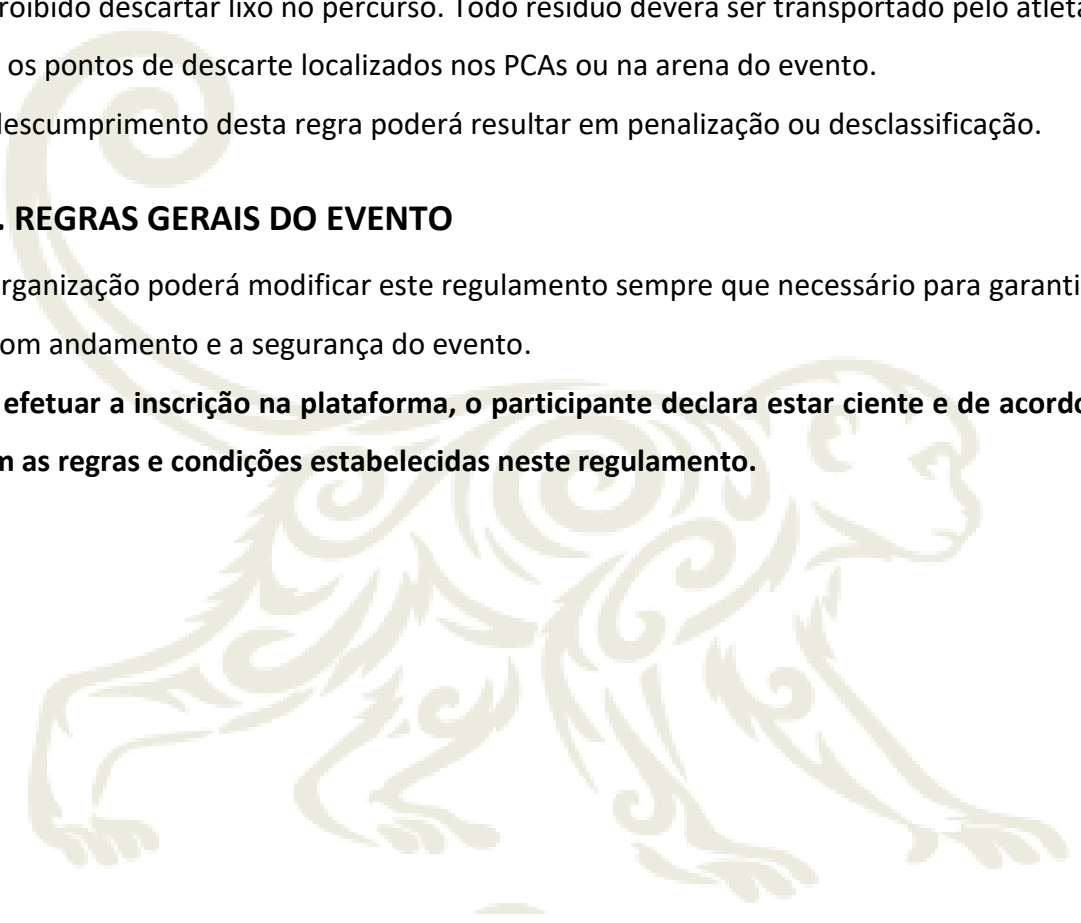 roibido descartar lixo no percurso. Todo resíduo deverá ser transportado pelo atleta
os pontos de descarte localizados nos PCAs ou na arena do evento.
descumprimento desta regra poderá resultar em penalização ou desclassificação.
. REGRAS GERAIS DO EVENTO
rganização poderá modificar este regulamento sempre que necessário para garanti
om andamento e a segurança do evento.
efetuar a inscrição na plataforma, o participante declara estar ciente e de acordo
m as regras e condições estabelecidas neste regulamento.